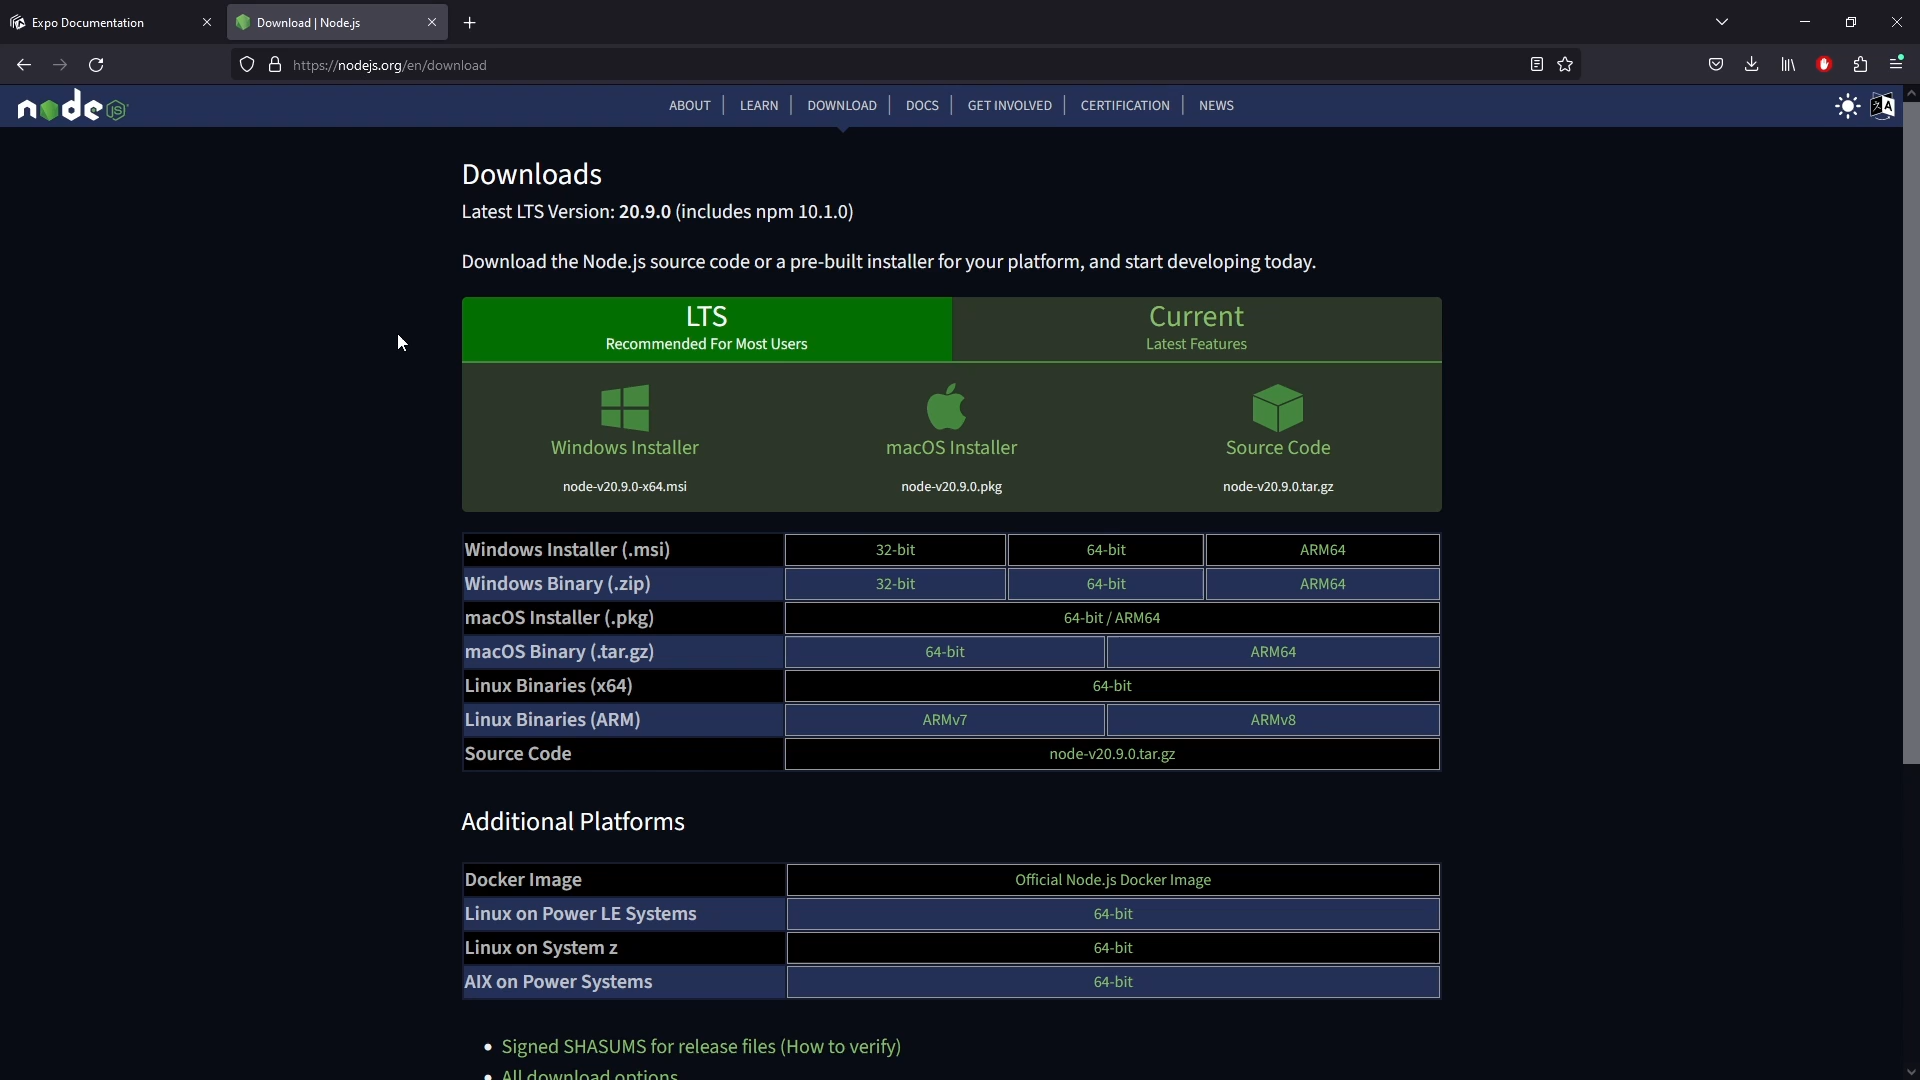 Expo Documentation
Download | Node.js
https://nodejs.org/en/download
node JS
ABOUT
LEARN
DOWNLOAD
DOCS
GET INVOLVED
CERTIFICATION
NEWS
Downloads
Latest LTS Version: 20.9.0 (includes npm 10.1.0)
Download the Node.js source code or a pre-built installer for your platform, and start developing today.
LTS
Recommended For Most Users
Current
Latest Features
Windows Installer
node-v20.9.0-x64.msi
macOS Installer
node-v20.9.0.pkg
Source Code
node-v20.9.0.tar.gz
Windows Installer (.msi) 32-bit 64-bit ARM64
Windows Binary (.zip) 32-bit 64-bit ARM64
macOS Installer (.pkg) 64-bit / ARM64
macOS Binary (.tar.gz) 64-bit ARM64
Linux Binaries (x64) 64-bit
Linux Binaries (ARM) ARMv7 ARMv8
Source Code node-v20.9.0.tar.gz
Additional Platforms
Docker Image Official Node.js Docker Image
Linux on Power LE Systems 64-bit
Linux on System z 64-bit
AIX on Power Systems 64-bit
• Signed SHASUMS for release files (How to verify)
• All download options